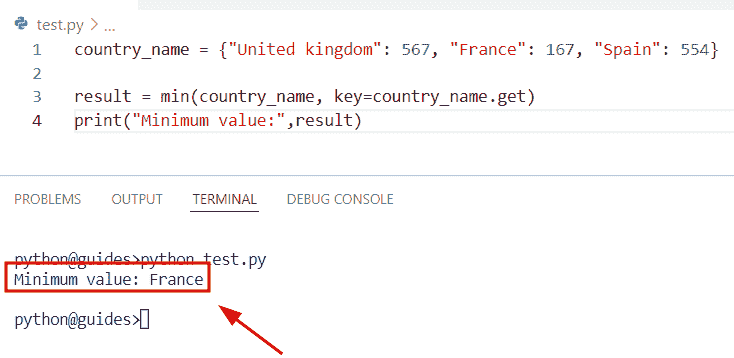 test.py > ...
1 country_name = {"United kingdom": 567, "France": 167, "Spain": 554}
2
3 result = min(country_name, key=country_name.get)
4 print("Minimum value:",result)
PROBLEMS OUTPUT TERMINAL DEBUG CONSOLE
python@guides>python test.py
Minimum value: France
python@guides>